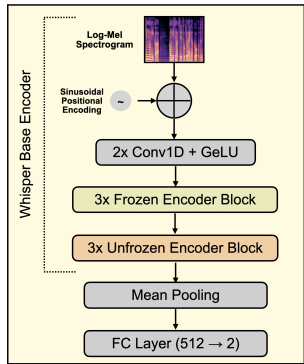 Log-Mel
Spectrogram
Sinusoidal
Positional
Encoding
~
2x Conv1D + GeLU
3x Frozen Encoder Block
3x Unfrozen Encoder Block
Mean Pooling
FC Layer (512 → 2)
Whisper Base Encoder